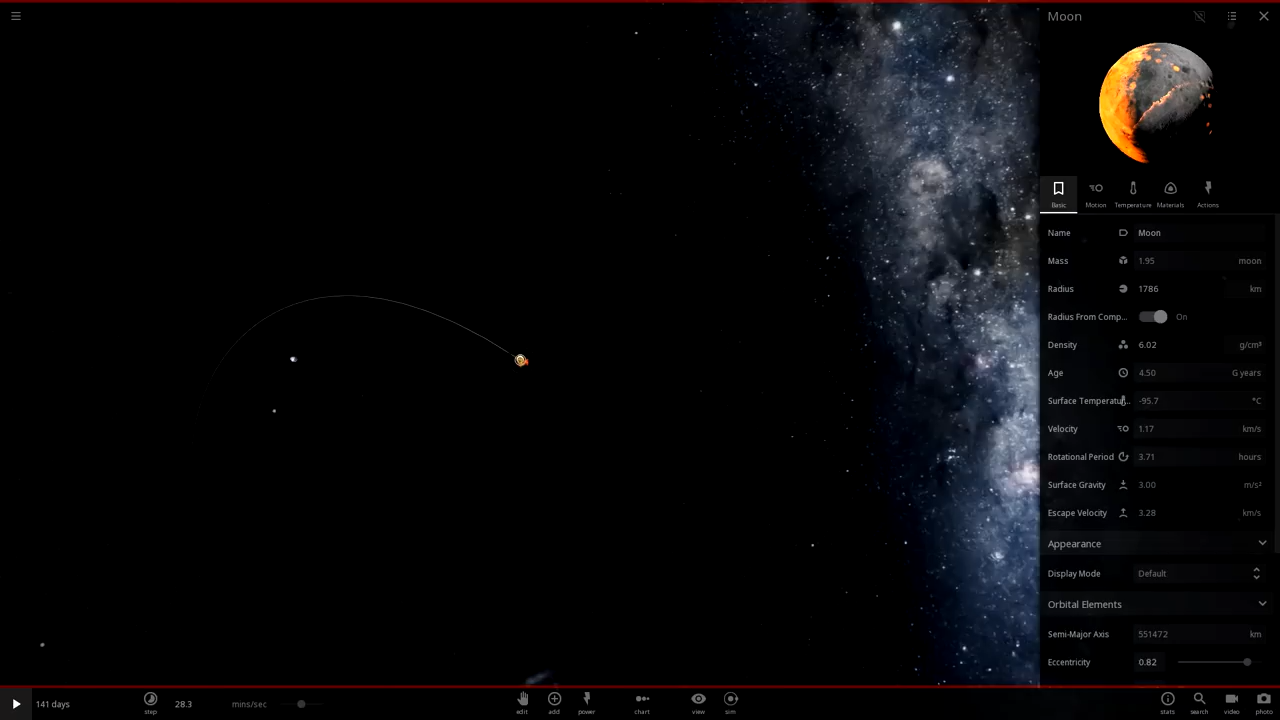 Moon
Basic Motion Temperature Materials Actions
Name Moon
Mass 1.95 moon
Radius 1786 km
Radius From Comp... On
Density 6.02 g/cm³
Age 4.50 G years
Surface Temperatu... -95.7 °C
Velocity 1.17 km/s
Rotational Period 3.71 hours
Surface Gravity 3.00 m/s²
Escape Velocity 3.28 km/s
Appearance
Display Mode Default
Orbital Elements
Semi-Major Axis 551472 km
Eccentricity 0.82
141 days step 28.3 mins/sec edit add power chart view sim stats search video photo